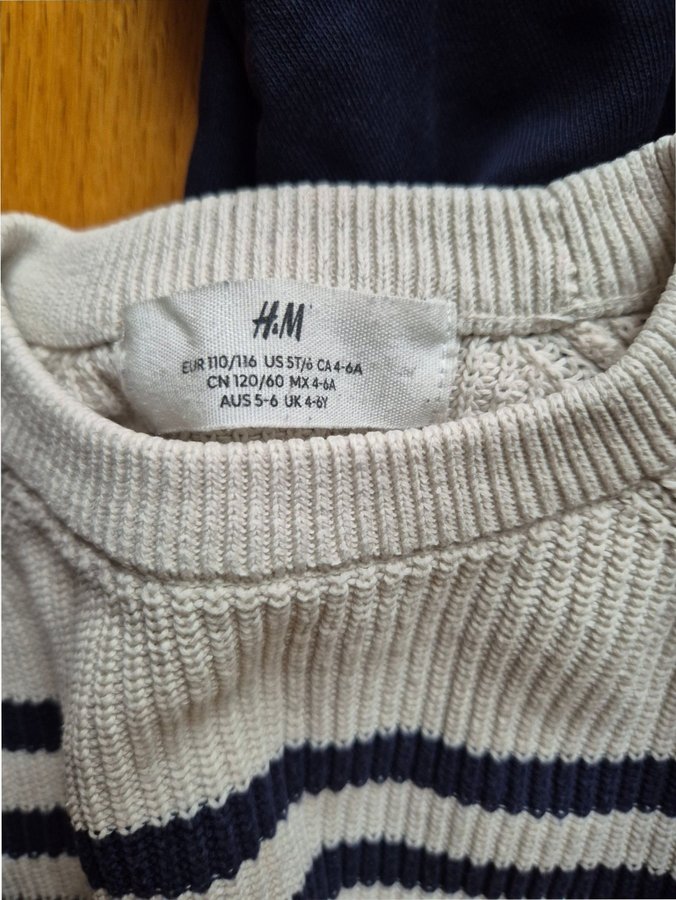 H&M
EUR 110/116 US 5T/6 CA 4-6A
CN 120/60 MX 4-6A
AUS 5-6 UK 4-6Y